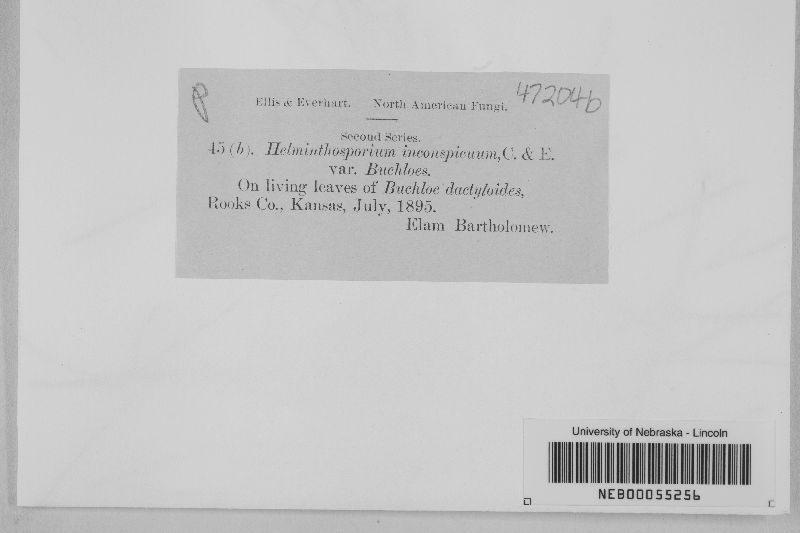 Ellis & Everhart. North American Fungi.
472046
Second Series.
45 (b). Helminthosporium inconspicuum, C. & E.
var. Buchloes.
On living leaves of Buchloe dactyloides,
Rooks Co., Kansas, July, 1895.
Elam Bartholomew.
University of Nebraska - Lincoln
NEB00055256